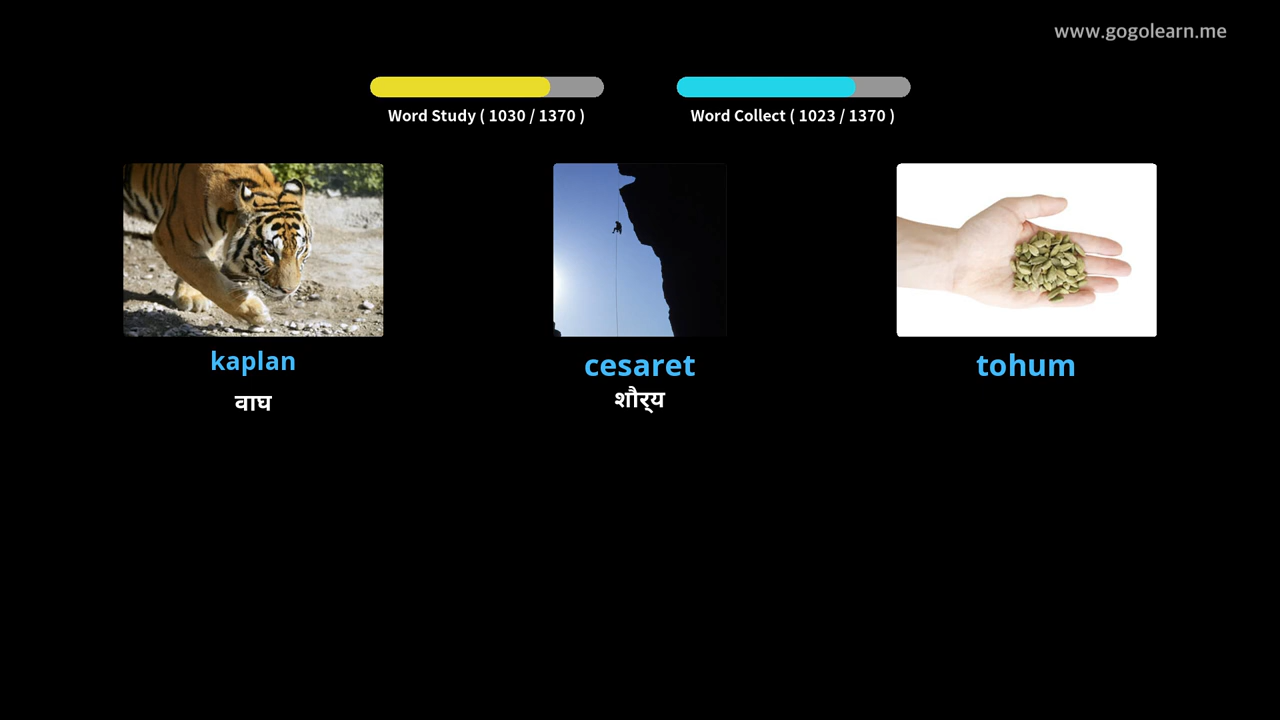 www.gogolearn.me
Word Study ( 1030 / 1370 )
Word Collect ( 1023 / 1370 )
kaplan
cesaret
tohum
वाघ
शौर्य